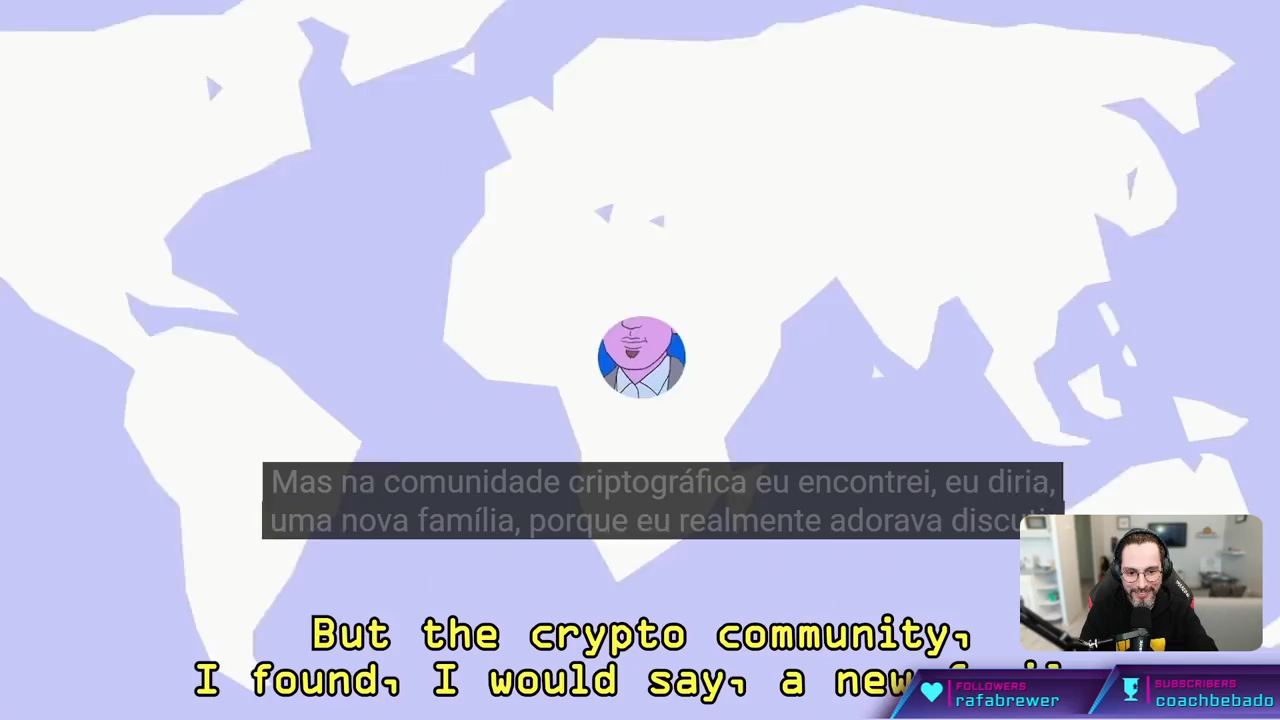 Mas na comunidade criptográfica eu encontrei, eu diria,
uma nova família, porque eu realmente adorava
But the crypto community,
I found, I would say, a new
FOLLOWERS
rafabrewer
SUBSCRIBERS
coachbebado